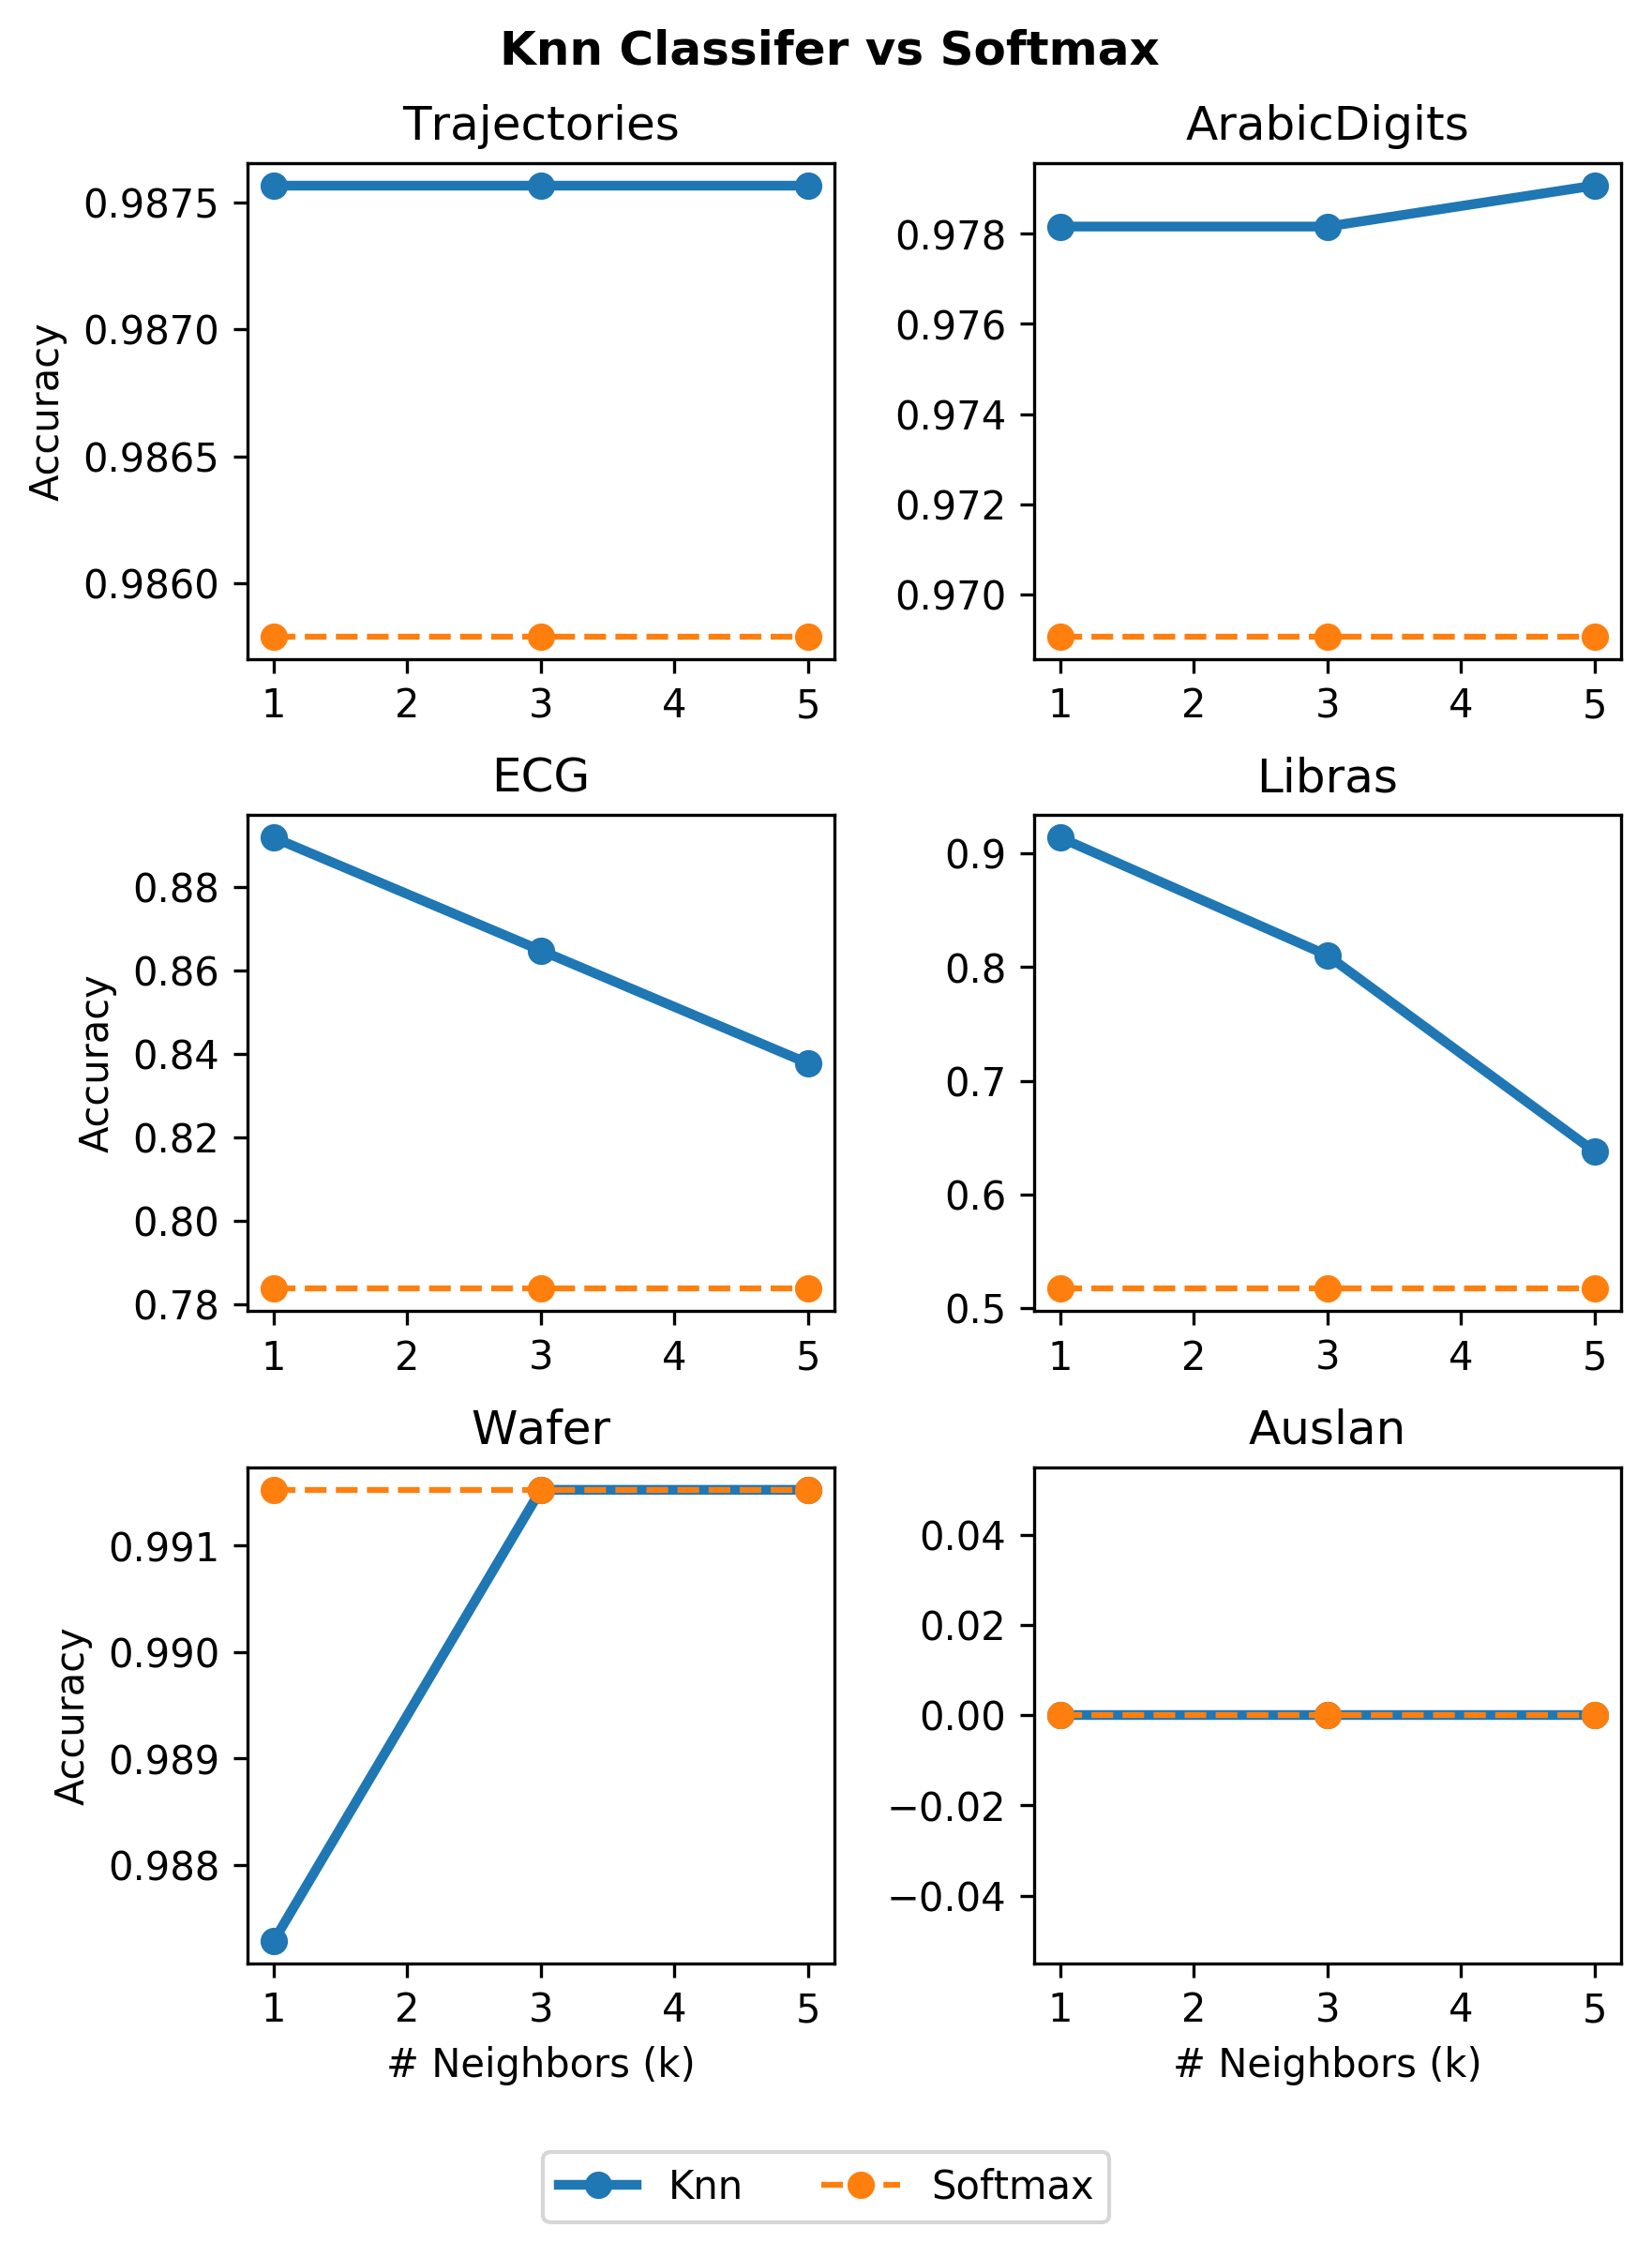 Knn Classifer vs Softmax
Trajectories
Accuracy
0.9875
0.9870
0.9865
0.9860
1 2 3 4 5
ArabicDigits
0.978
0.976
0.974
0.972
0.970
1 2 3 4 5
ECG
Accuracy
0.88
0.86
0.84
0.82
0.80
0.78
1 2 3 4 5
Libras
0.9
0.8
0.7
0.6
0.5
1 2 3 4 5
Wafer
Accuracy
0.991
0.990
0.989
0.988
1 2 3 4 5
# Neighbors (k)
Auslan
0.04
0.02
0.00
−0.02
−0.04
1 2 3 4 5
# Neighbors (k)
Knn Softmax